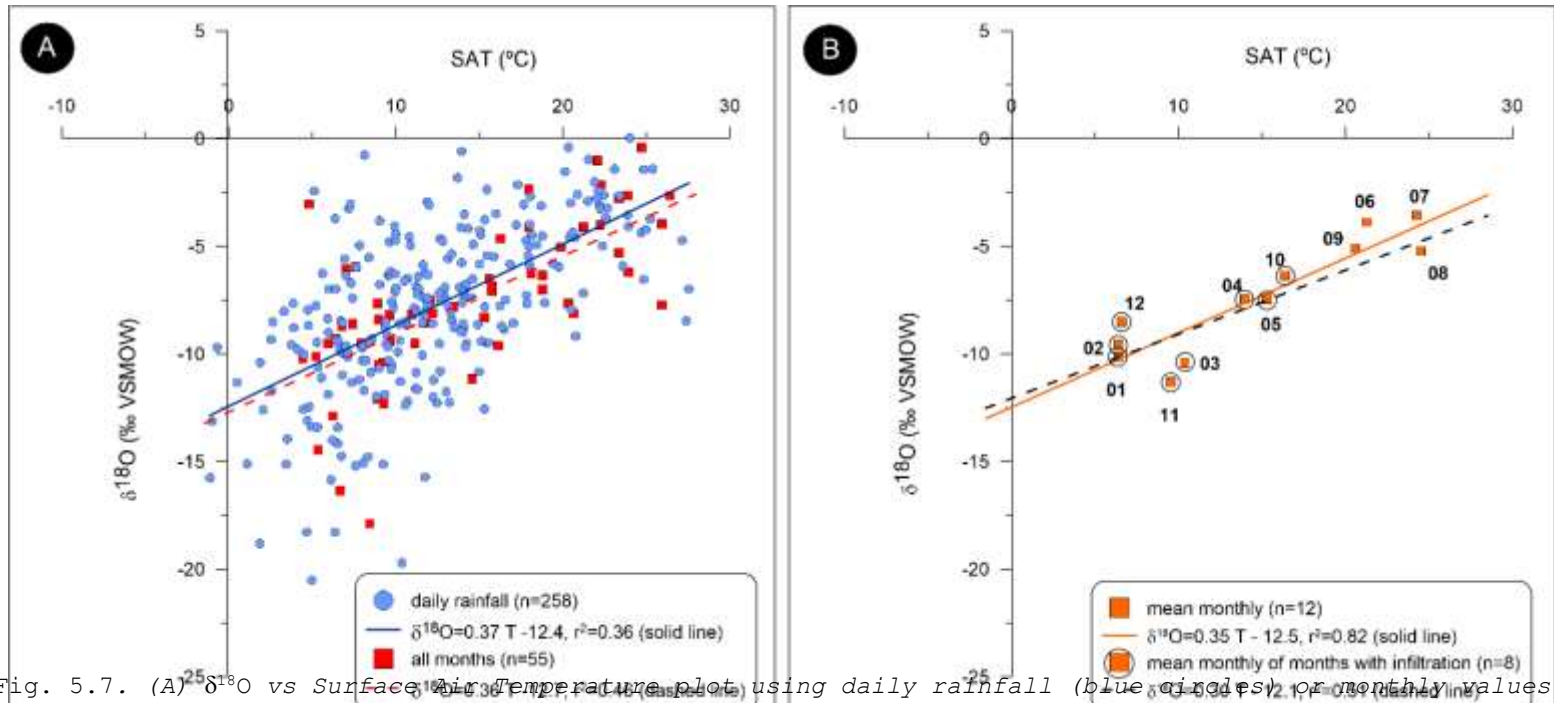 A
SAT (ºC)
5
-10 0 10 20 30
0
-5
-10
-15
-20
-25
δ¹⁸O (‰ VSMOW)
daily rainfall (n=258)
δ¹⁸O=0.37 T -12.4, r²=0.36 (solid line)
all months (n=55)
B
SAT (ºC)
5
-10 0 10 20 30
0
-5
-10
-15
-20
-25
δ¹⁸O (‰ VSMOW)
06 07
09
08
10
04
05
12
02
03
01
11
mean monthly (n=12)
δ¹⁸O=0.35 T - 12.5, r²=0.82 (solid line)
mean monthly of months with infiltration (n=8)
T -12.1, (dashed line)
Fig. 5.7. (A) δ¹⁸O vs Surface Air Temperature plot using daily rainfall (blue circles) or monthly values